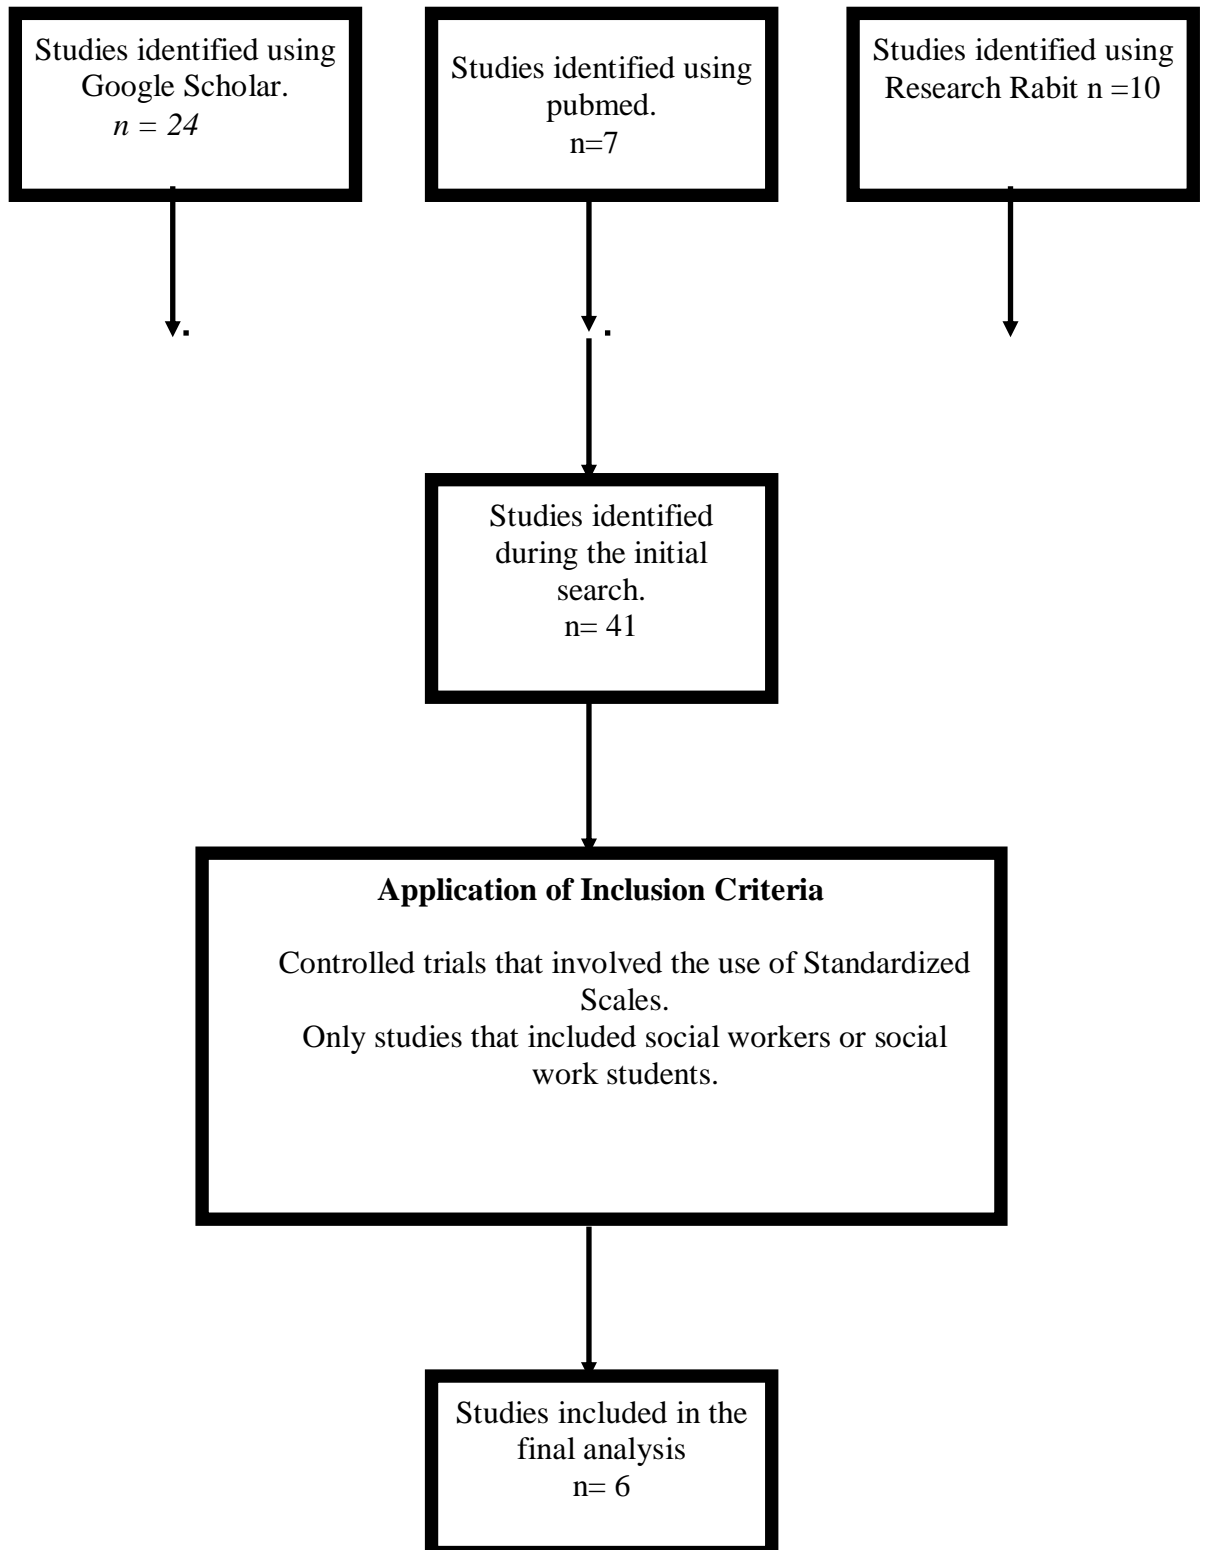 Studies identified using
Google Scholar.
n = 24
Studies identified using
pubmed.
n=7
Studies identified using
Research Rabit n =10
.
.
Studies identified
during the initial
search.
n= 41
Application of Inclusion Criteria
Controlled trials that involved the use of Standardized
Scales.
Only studies that included social workers or social
work students.
Studies included in the
final analysis
n= 6